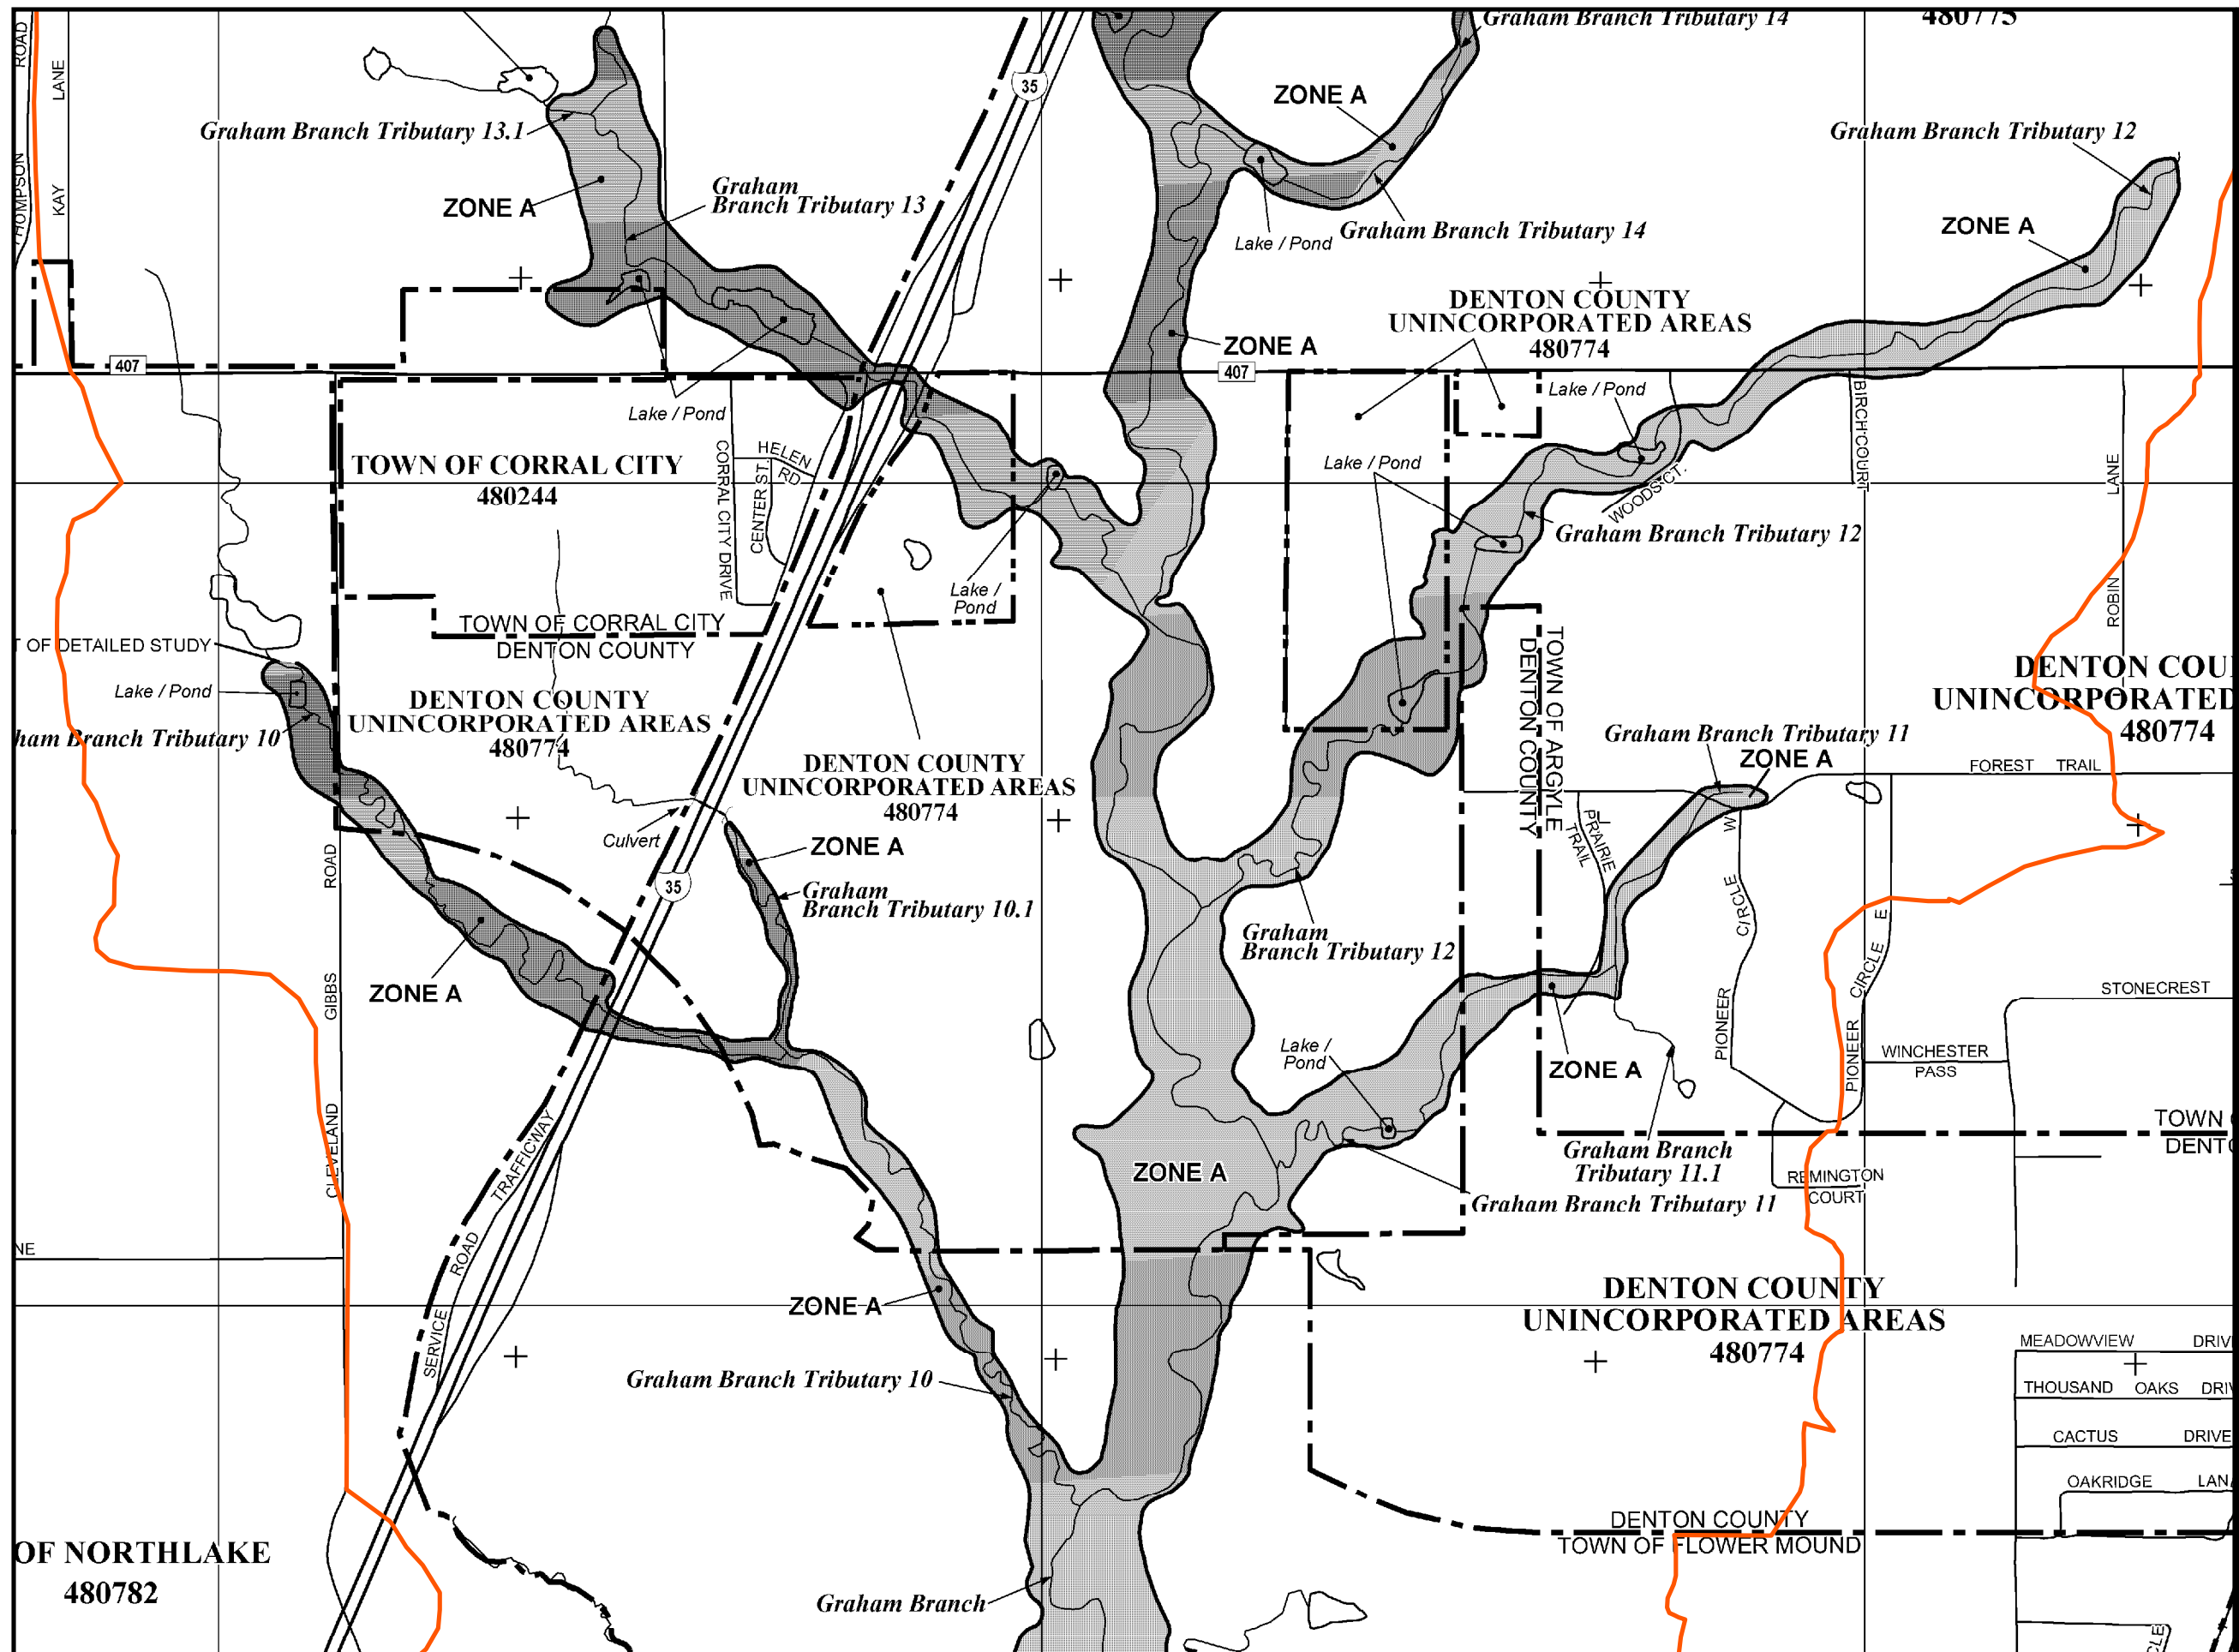 Graham Branch Tributary 14
480775
ROAD
THOMPSON
KAY LANE
35
ZONE A
Graham Branch Tributary 13.1
Graham Branch Tributary 12
ZONE A
Graham
Branch Tributary 13
ZONE A
Lake / Pond
Graham Branch Tributary 14
DENTON COUNTY
UNINCORPORATED AREAS
480774
ZONE A
407
407
Lake / Pond
Lake / Pond
BIRCH COURT
HELEN
RD
CENTER ST.
CORRAL CITY DRIVE
TOWN OF CORRAL CITY
480244
Lake / Pond
WOODS CT.
Graham Branch Tributary 12
ROBIN LANE
Lake /
Pond
TOWN OF CORRAL CITY
DENTON COUNTY
T OF DETAILED STUDY
Lake / Pond
ham Branch Tributary 10
DENTON COUNTY
UNINCORPORATED AREAS
480774
TOWN OF ARGYLE
DENTON COUNTY
DENTON COU
UNINCORPORATED
480774
Graham Branch Tributary 11
ZONE A
FOREST TRAIL
DENTON COUNTY
UNINCORPORATED AREAS
480774
Culvert
ZONE A
35
Graham
Branch Tributary 10.1
PRAIRIE
TRAIL
PIONEER CIRCLE W
PIONEER CIRCLE E
Graham
Branch Tributary 12
ZONE A
CLEVELAND GIBBS ROAD
STONECREST
WINCHESTER
PASS
Lake /
Pond
ZONE A
TOWN
DENTO
Graham Branch
Tributary 11.1
ZONE A
REMINGTON
COURT
Graham Branch Tributary 11
SERVICE ROAD TRAFFICWAY
NE
ZONE A
DENTON COUNTY
UNINCORPORATED AREAS
480774
MEADOWVIEW DRIV
Graham Branch Tributary 10
THOUSAND OAKS DRI
CACTUS DRIVE
OAKRIDGE LAN
DENTON COUNTY
TOWN OF FLOWER MOUND
OF NORTHLAKE
480782
Graham Branch
CLE